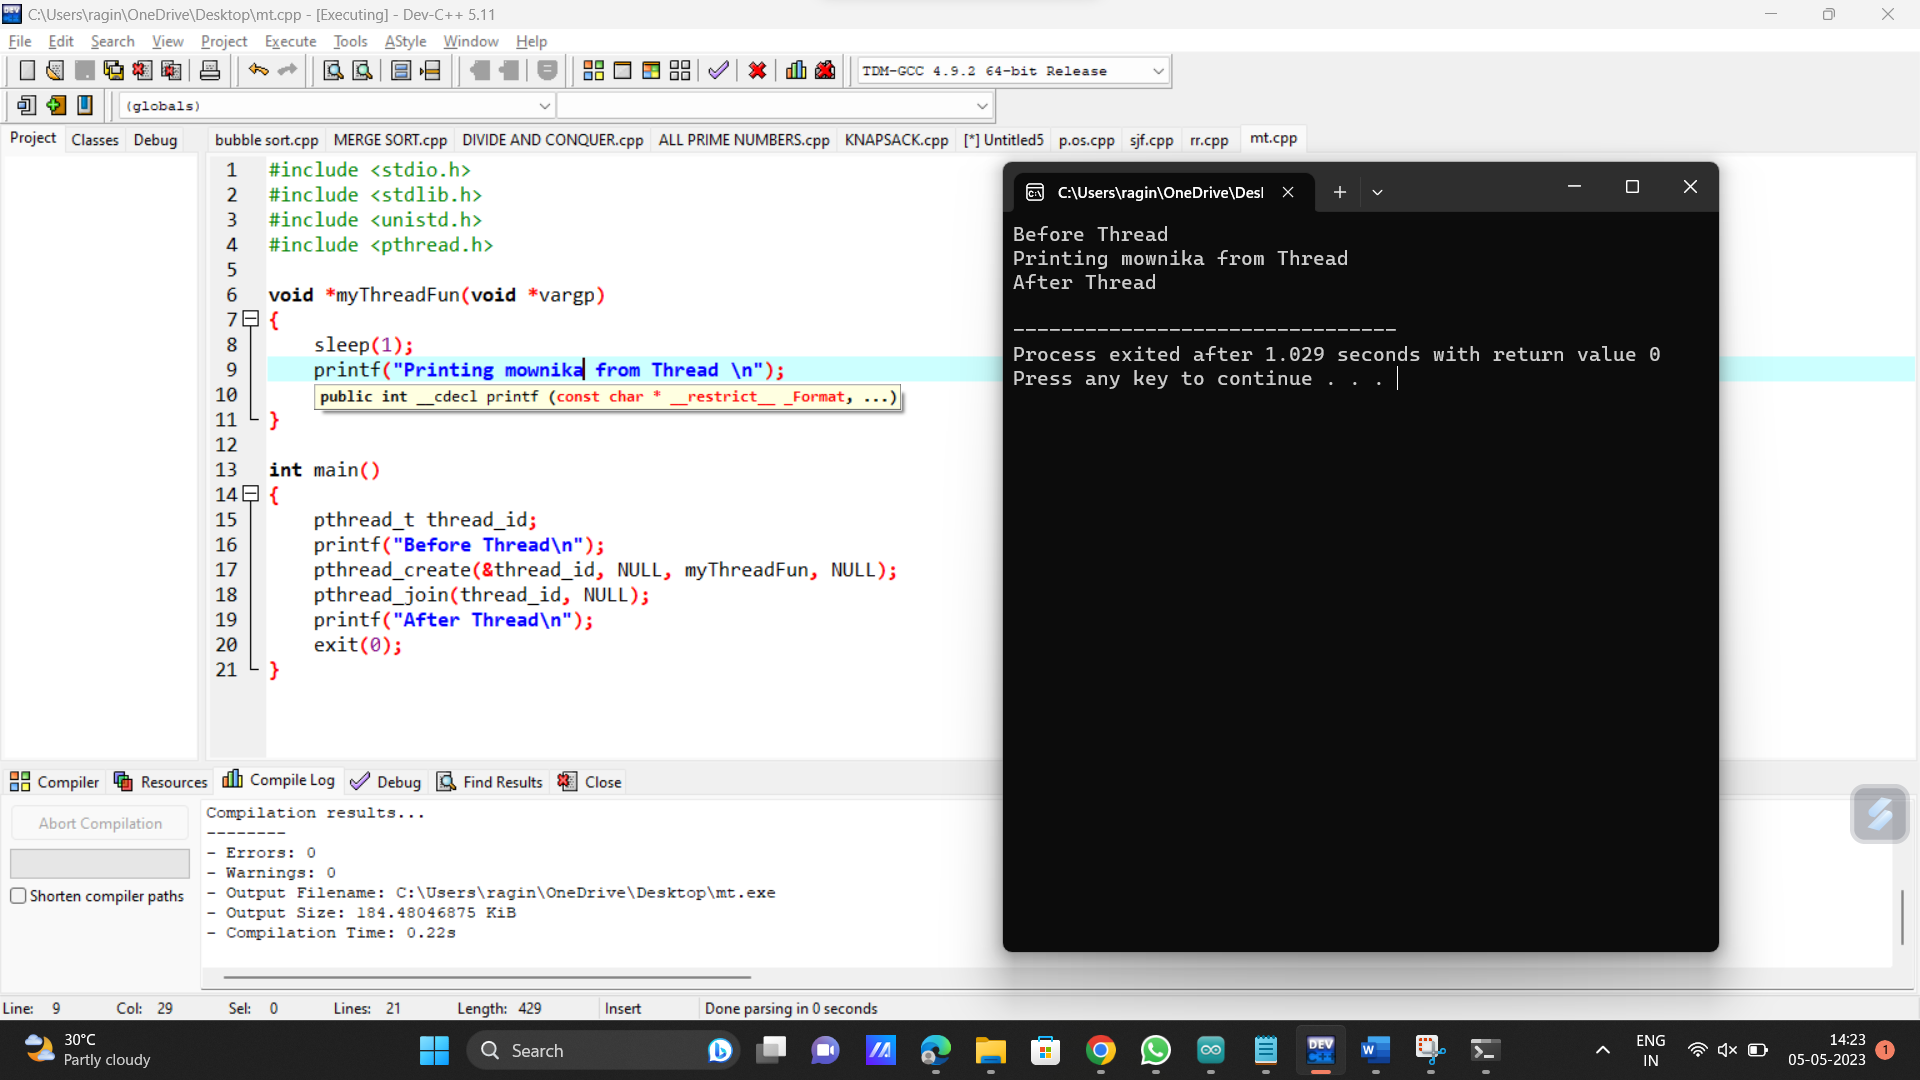 C:\Users\ragin\OneDrive\Desktop\mt.cpp - [Executing] - Dev-C++ 5.11
File Edit Search View Project Execute Tools AStyle Window Help
TDM-GCC 4.9.2 64-bit Release
(globals)
Project Classes Debug
bubble sort.cpp MERGE SORT.cpp DIVIDE AND CONQUER.cpp ALL PRIME NUMBERS.cpp KNAPSACK.cpp [*] Untitled5 p.os.cpp sjf.cpp rr.cpp mt.cpp
1 #include <stdio.h>
2 #include <stdlib.h>
3 #include <unistd.h>
4 #include <pthread.h>
5
6 void *myThreadFun(void *vargp)
7 {
8 sleep(1);
9 printf("Printing mownika from Thread \n");
10 public int __cdecl printf (const char * __restrict__ _Format, ...)
11 }
12
13 int main()
14 {
15 pthread_t thread_id;
16 printf("Before Thread\n");
17 pthread_create(&thread_id, NULL, myThreadFun, NULL);
18 pthread_join(thread_id, NULL);
19 printf("After Thread\n");
20 exit(0);
21 }
C:\Users\ragin\OneDrive\Desl
Before Thread
Printing mownika from Thread
After Thread
--------------------------------
Process exited after 1.029 seconds with return value 0
Press any key to continue . . .
Compiler Resources Compile Log Debug Find Results Close
Abort Compilation
Shorten compiler paths
Compilation results...
--------
- Errors: 0
- Warnings: 0
- Output Filename: C:\Users\ragin\OneDrive\Desktop\mt.exe
- Output Size: 184.48046875 KiB
- Compilation Time: 0.22s
Line: 9 Col: 29 Sel: 0 Lines: 21 Length: 429 Insert Done parsing in 0 seconds
30°C
Partly cloudy
Search
DEV
C++
W
ENG
IN
14:23
05-05-2023
1